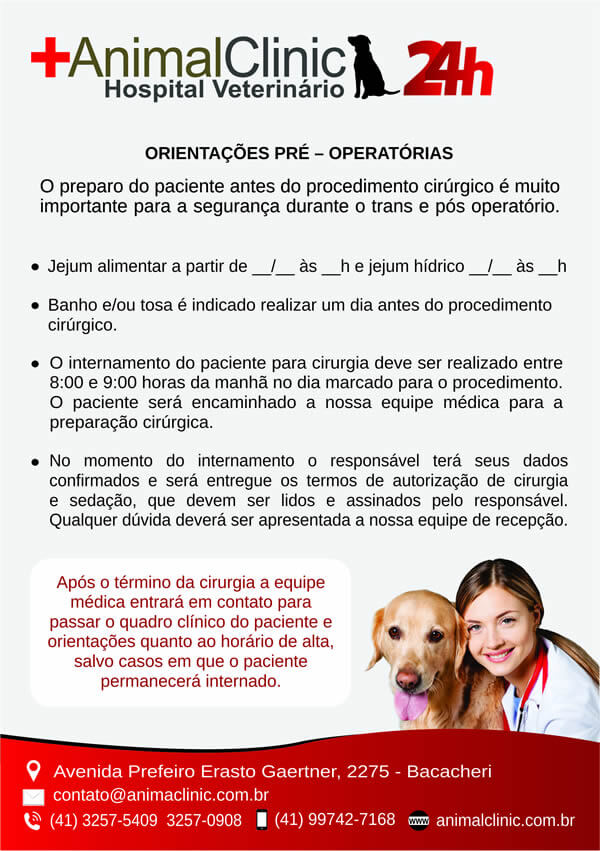 +AnimalClinic 24h
Hospital Veterinário
ORIENTAÇÕES PRÉ – OPERATÓRIAS
O preparo do paciente antes do procedimento cirúrgico é muito
importante para a segurança durante o trans e pós operatório.
● Jejum alimentar a partir de __/__ às __h e jejum hídrico __/__ às __h
● Banho e/ou tosa é indicado realizar um dia antes do procedimento
cirúrgico.
● O internamento do paciente para cirurgia deve ser realizado entre
8:00 e 9:00 horas da manhã no dia marcado para o procedimento.
O paciente será encaminhado a nossa equipe médica para a
preparação cirúrgica.
● No momento do internamento o responsável terá seus dados
confirmados e será entregue os termos de autorização de cirurgia
e sedação, que devem ser lidos e assinados pelo responsável.
Qualquer dúvida deverá ser apresentada a nossa equipe de recepção.
Após o término da cirurgia a equipe
médica entrará em contato para
passar o quadro clínico do paciente e
orientações quanto ao horário de alta,
salvo casos em que o paciente
permanecerá internado.
Avenida Prefeiro Erasto Gaertner, 2275 - Bacacheri
contato@animaclinic.com.br
(41) 3257-5409 3257-0908 (41) 99742-7168 www animalclinic.com.br